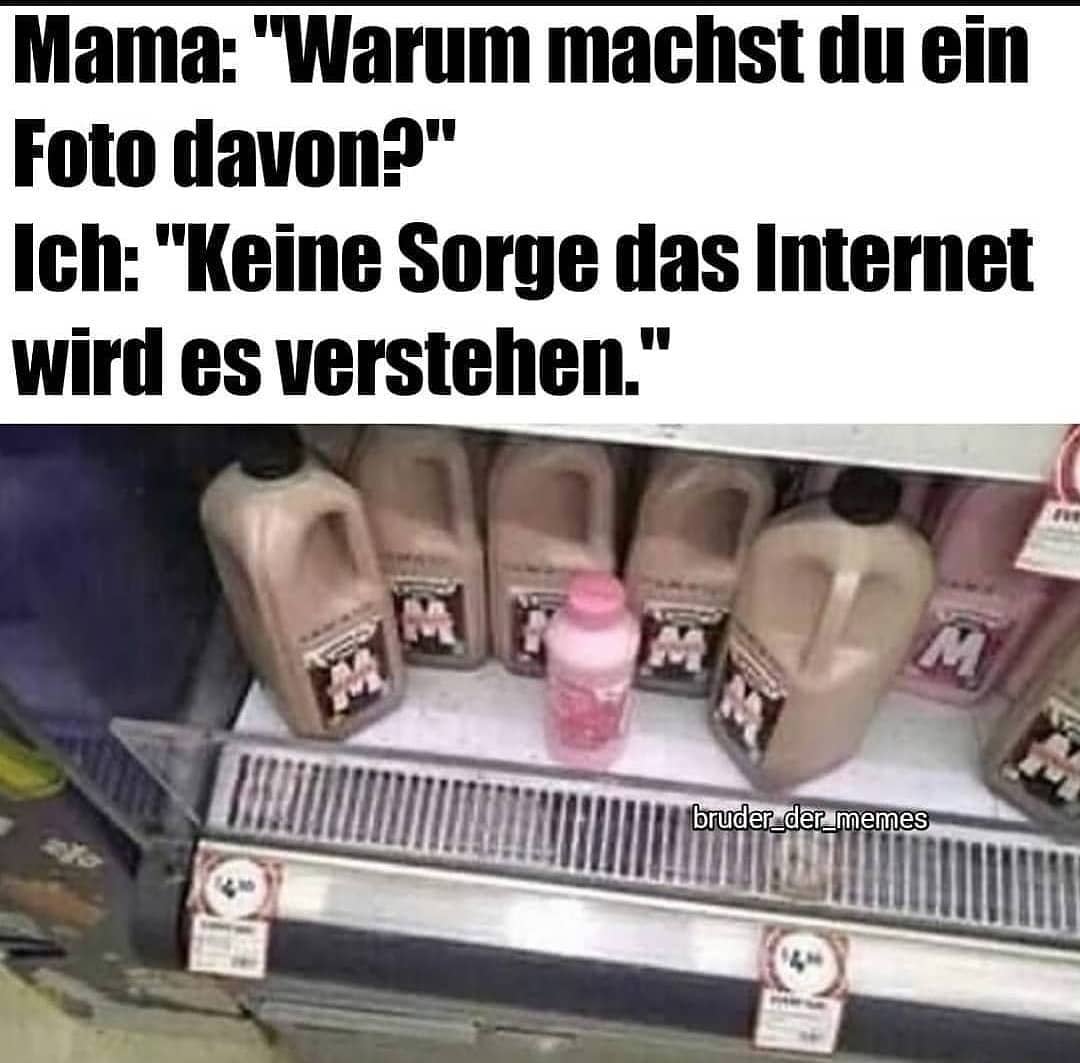 Mama: "Warum machst du ein
Foto davon?"
Ich: "Keine Sorge das Internet
wird es verstehen."
M
M
M
M
M
M
bruder_der_memes